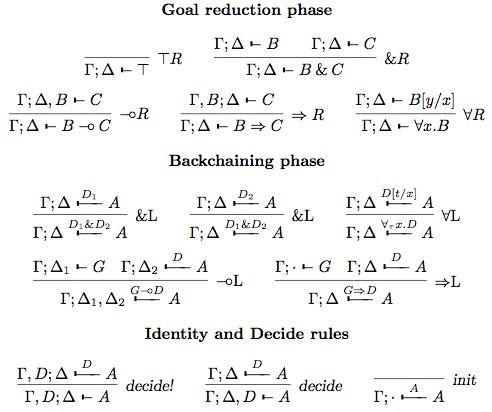 Goal reduction phase
Γ; Δ ⊢ B    Γ; Δ ⊢ C
Γ; Δ ⊢ ⊤ ⊤R    Γ; Δ ⊢ B & C &R
Γ; Δ, B ⊢ C    Γ, B; Δ ⊢ C    Γ; Δ ⊢ B[y/x]
Γ; Δ ⊢ B ⊸ C ⊸R    Γ; Δ ⊢ B ⇒ C ⇒ R    Γ; Δ ⊢ ∀x.B ∀R
Backchaining phase
D₁    D₂    D[t/x]
Γ; Δ ⊢ A    Γ; Δ ⊢ A    Γ; Δ ⊢ A
D₁&D₂ &L    D₁&D₂ &L    ∀τx.D ∀L
Γ; Δ ⊢ A    Γ; Δ ⊢ A    Γ; Δ ⊢ A
D    D
Γ; Δ₁ ⊢ G    Γ; Δ₂ ⊢ A    Γ; · ⊢ G    Γ; Δ ⊢ A
G⊸D ⊸L    G⇒D ⇒L
Γ; Δ₁, Δ₂ ⊢ A    Γ; Δ ⊢ A
Identity and Decide rules
D    D
Γ, D; Δ ⊢ A    Γ; Δ ⊢ A
decide!    decide    A init
Γ, D; Δ ⊢ A    Γ; Δ, D ⊢ A    Γ; · ⊢ A